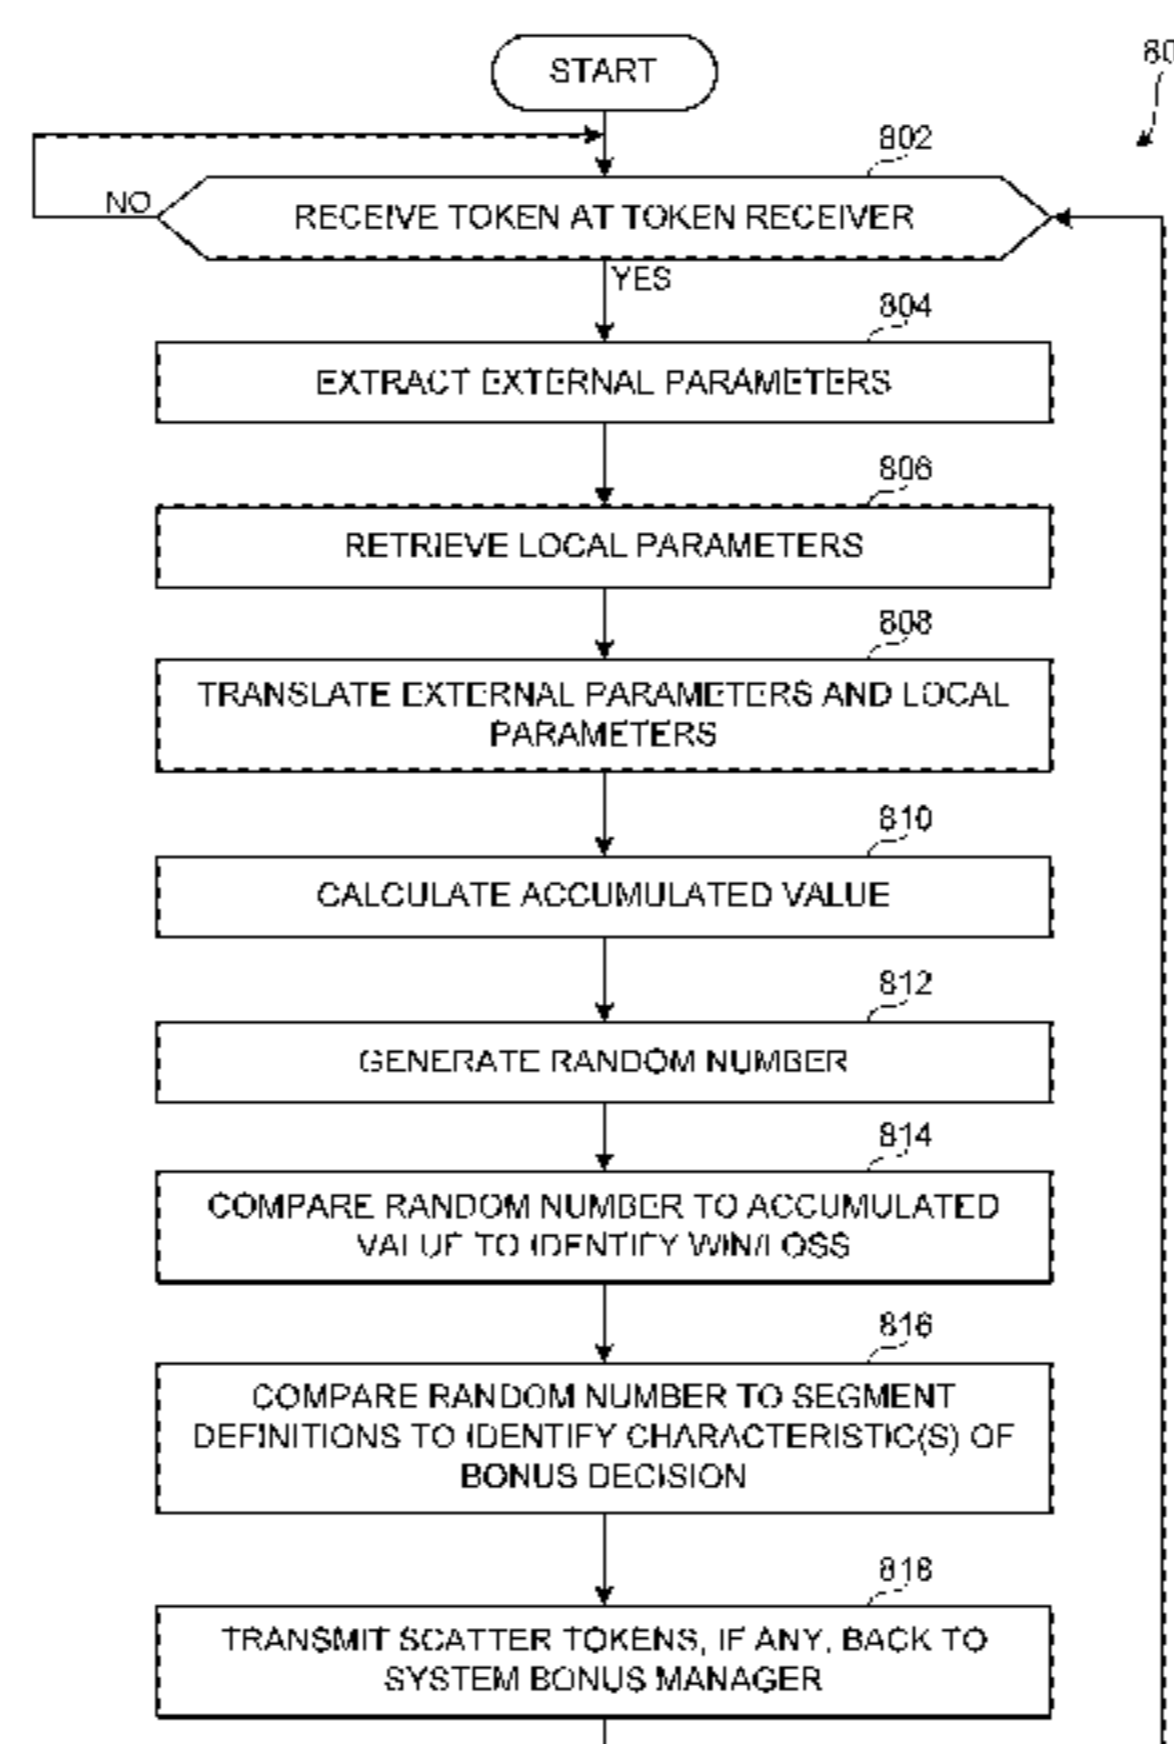 START
80
802
NO
RECEIVE TOKEN AT TOKEN RECEIVER
YES
804
EXTRACT EXTERNAL PARAMETERS
806
RETRIEVE LOCAL PARAMETERS
808
TRANSLATE EXTERNAL PARAMETERS AND LOCAL
PARAMETERS
810
CALCULATE ACCUMULATED VALUE
812
GENERATE RANDOM NUMBER
814
COMPARE RANDOM NUMBER TO ACCUMULATED
VALUE TO IDENTIFY WIN/LOSS
816
COMPARE RANDOM NUMBER TO SEGMENT
DEFINITIONS TO IDENTIFY CHARACTERISTIC(S) OF
BONUS DECISION
818
TRANSMIT SCATTER TOKENS, IF ANY, BACK TO
SYSTEM BONUS MANAGER